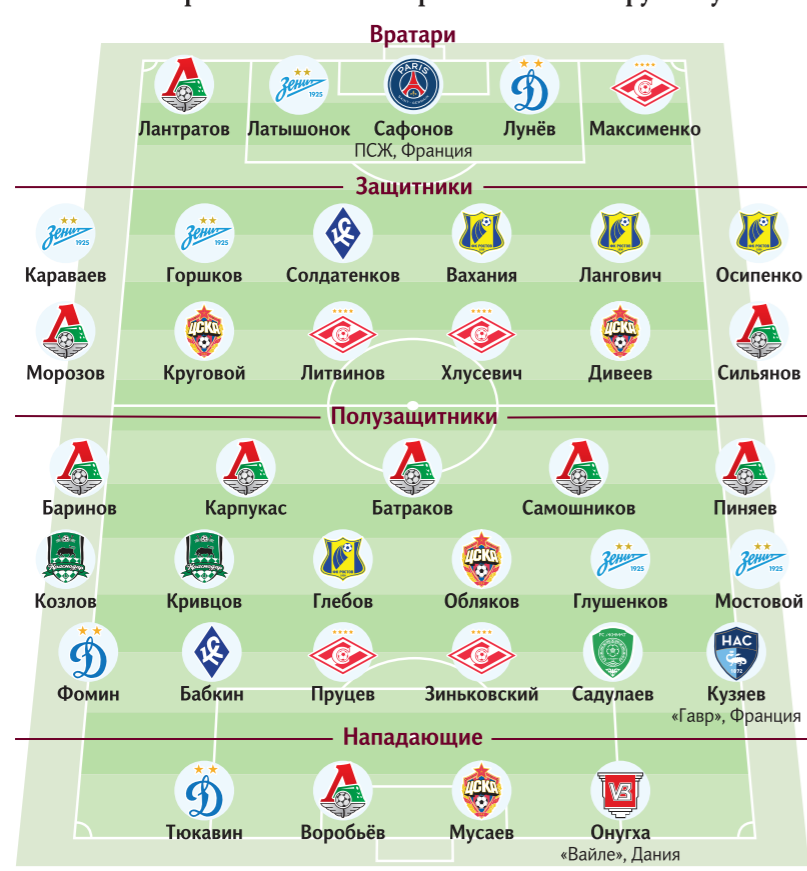 Вратари
Лантратов Латышонок Сафонов Лунёв Максименко
ПСЖ, Франция
Защитники
Караваев Горшков Солдатенков Вахания Лангович Осипенко
Морозов Круговой Литвинов Хлусевич Дивеев Сильянов
Полузащитники
Баринов Карпукас Батраков Самошников Пиняев
Козлов Кривцов Глебов Обляков Глушенков Мостовой
Фомин Бабкин Пруцев Зиньковский Садулаев Кузяев
«Гавр», Франция
Нападающие
Тюкавин Воробьёв Мусаев Онугха
«Вайле», Дания